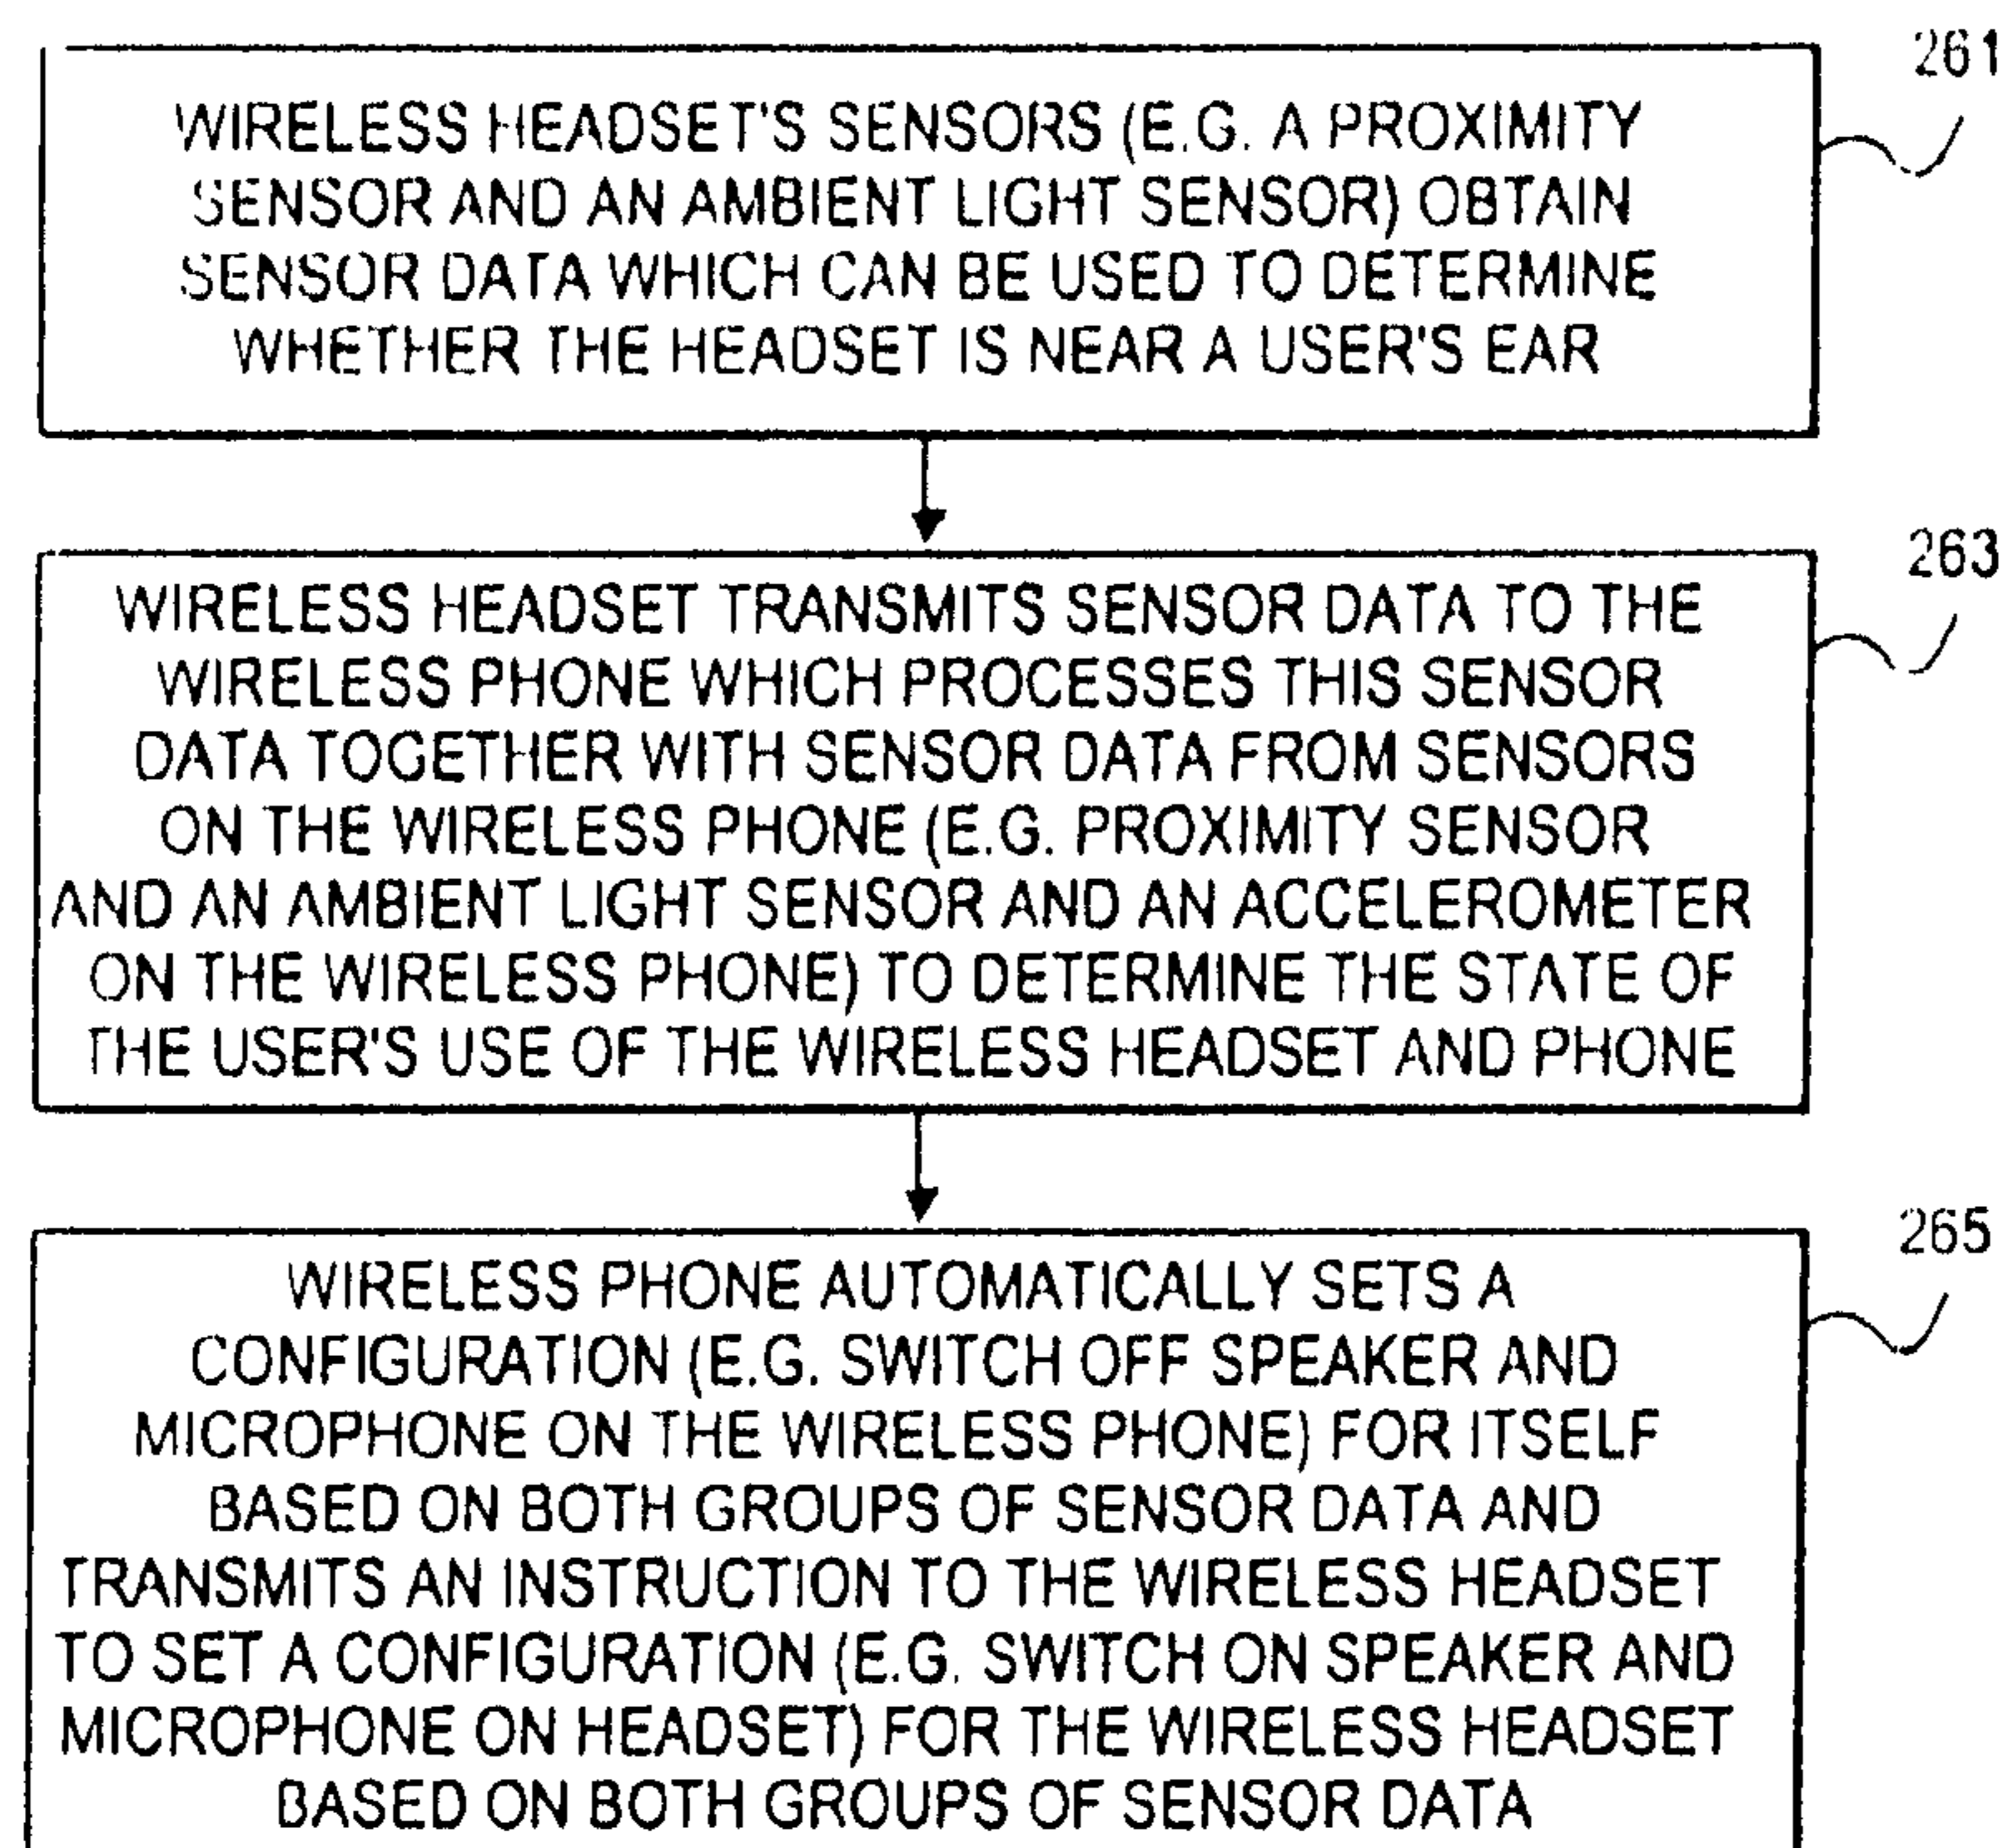 261
WIRELESS HEADSET'S SENSORS (E.G. A PROXIMITY
SENSOR AND AN AMBIENT LIGHT SENSOR) OBTAIN
SENSOR DATA WHICH CAN BE USED TO DETERMINE
WHETHER THE HEADSET IS NEAR A USER'S EAR
263
WIRELESS HEADSET TRANSMITS SENSOR DATA TO THE
WIRELESS PHONE WHICH PROCESSES THIS SENSOR
DATA TOGETHER WITH SENSOR DATA FROM SENSORS
ON THE WIRELESS PHONE (E.G. PROXIMITY SENSOR
AND AN AMBIENT LIGHT SENSOR AND AN ACCELEROMETER
ON THE WIRELESS PHONE) TO DETERMINE THE STATE OF
THE USER'S USE OF THE WIRELESS HEADSET AND PHONE
265
WIRELESS PHONE AUTOMATICALLY SETS A
CONFIGURATION (E.G. SWITCH OFF SPEAKER AND
MICROPHONE ON THE WIRELESS PHONE) FOR ITSELF
BASED ON BOTH GROUPS OF SENSOR DATA AND
TRANSMITS AN INSTRUCTION TO THE WIRELESS HEADSET
TO SET A CONFIGURATION (E.G. SWITCH ON SPEAKER AND
MICROPHONE ON HEADSET) FOR THE WIRELESS HEADSET
BASED ON BOTH GROUPS OF SENSOR DATA